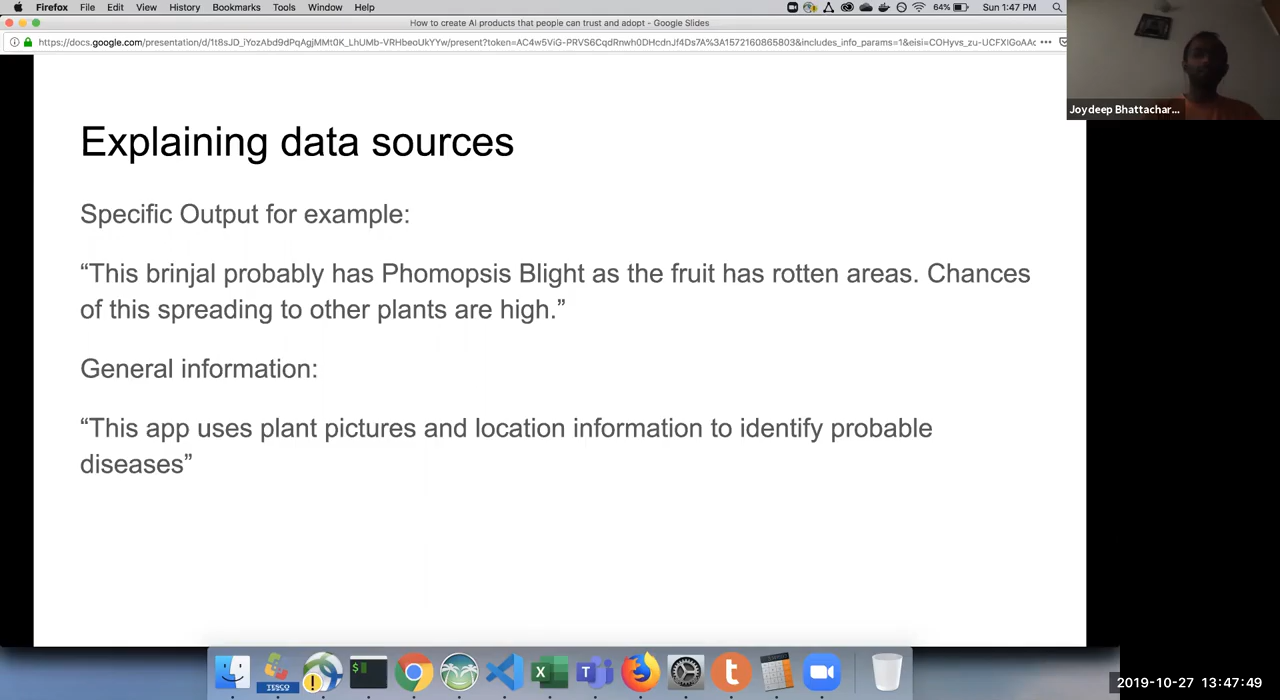 Firefox File Edit View History Bookmarks Tools Window Help 64% Sun 1:47 PM
How to create AI products that people can trust and adopt - Google Slides
Joydeep Bhattachar...
Explaining data sources
Specific Output for example:
“This brinjal probably has Phomopsis Blight as the fruit has rotten areas. Chances
of this spreading to other plants are high.”
General information:
“This app uses plant pictures and location information to identify probable
diseases”
TESCO
2019-10-27 13:47:49